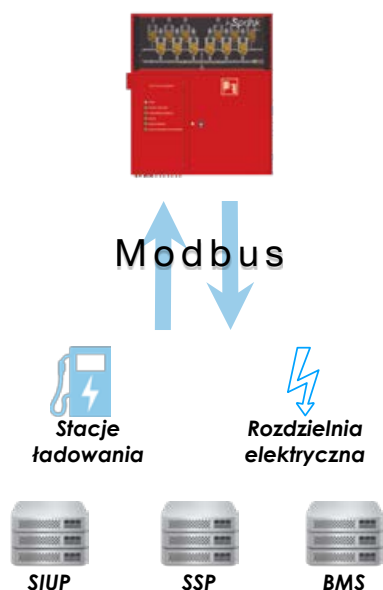 Modbus
Stacje
ładowania
Rozdzielnia
elektryczna
SIUP
SSP
BMS